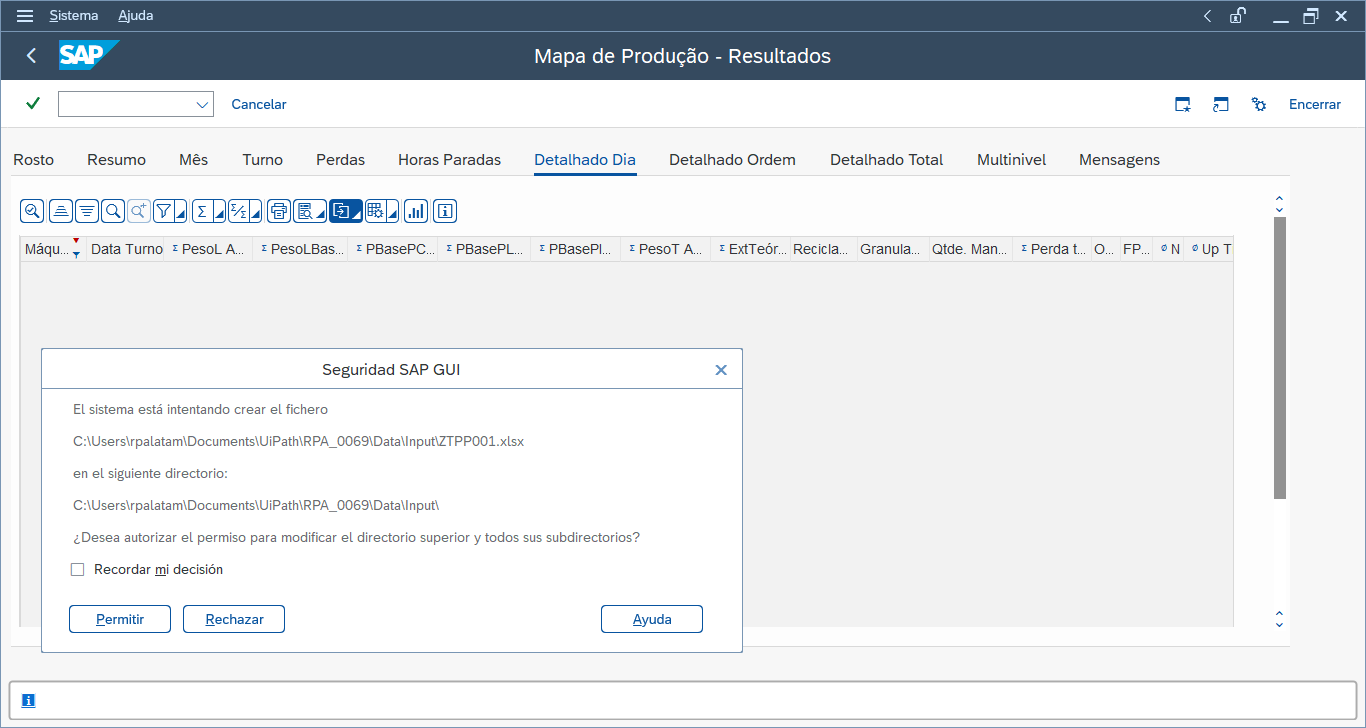 Sistema Ajuda
SAP Mapa de Produção - Resultados
Cancelar Encerrar
Rosto Resumo Mês Turno Perdas Horas Paradas Detalhado Dia Detalhado Ordem Detalhado Total Multinivel Mensagens
Máqu... Data Turno Σ PesoL A... Σ PesoLBas... Σ PBasePC... Σ PBasePL... Σ PBasePl... Σ PesoT A... Σ ExtTeór... Recicla... Granula... Qtde. Man... Σ Perda t... O... FP... Ø N Ø Up T
Seguridad SAP GUI
El sistema está intentando crear el fichero
C:\Users\rpalatam\Documents\UiPath\RPA_0069\Data\Input\ZTPP001.xlsx
en el siguiente directorio:
C:\Users\rpalatam\Documents\UiPath\RPA_0069\Data\Input\
¿Desea autorizar el permiso para modificar el directorio superior y todos sus subdirectorios?
Recordar mi decisión
Permitir Rechazar Ayuda